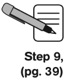 Step 9,
(pg. 39)